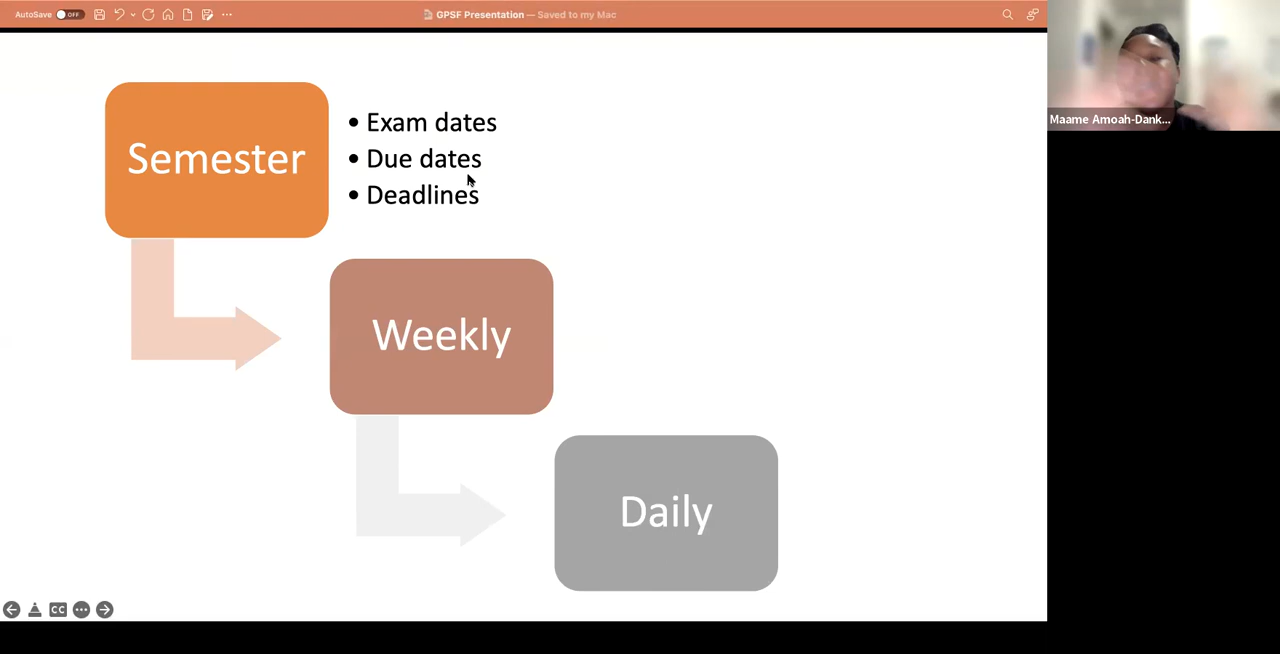 AutoSave OFF
GPSF Presentation — Saved to my Mac
Maame Amoah-Dank...
Semester
• Exam dates
• Due dates
• Deadlines
Weekly
Daily
CC